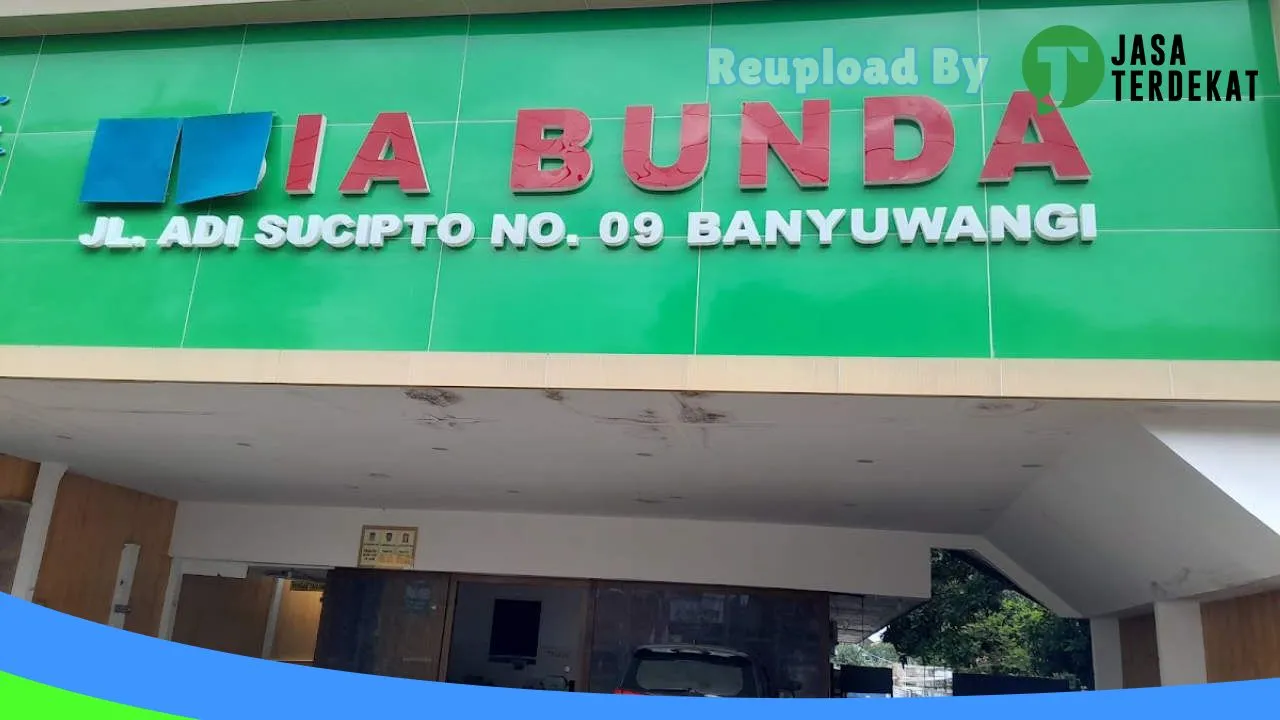 Reupload By
JASA
TERDEKAT
IA BUNDA
JL. ADI SUCIPTO NO. 09 BANYUWANGI